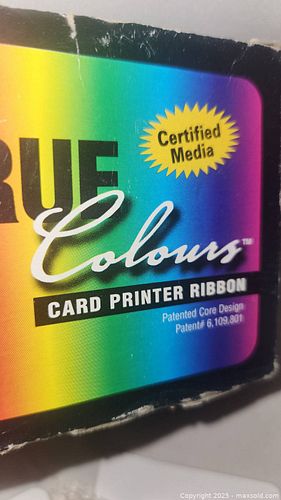 Certified
Media
RUE
Colours™
CARD PRINTER RIBBON
Patented Core Design
Patent# 6,109,801
Copyright 2023 - maxsold.com